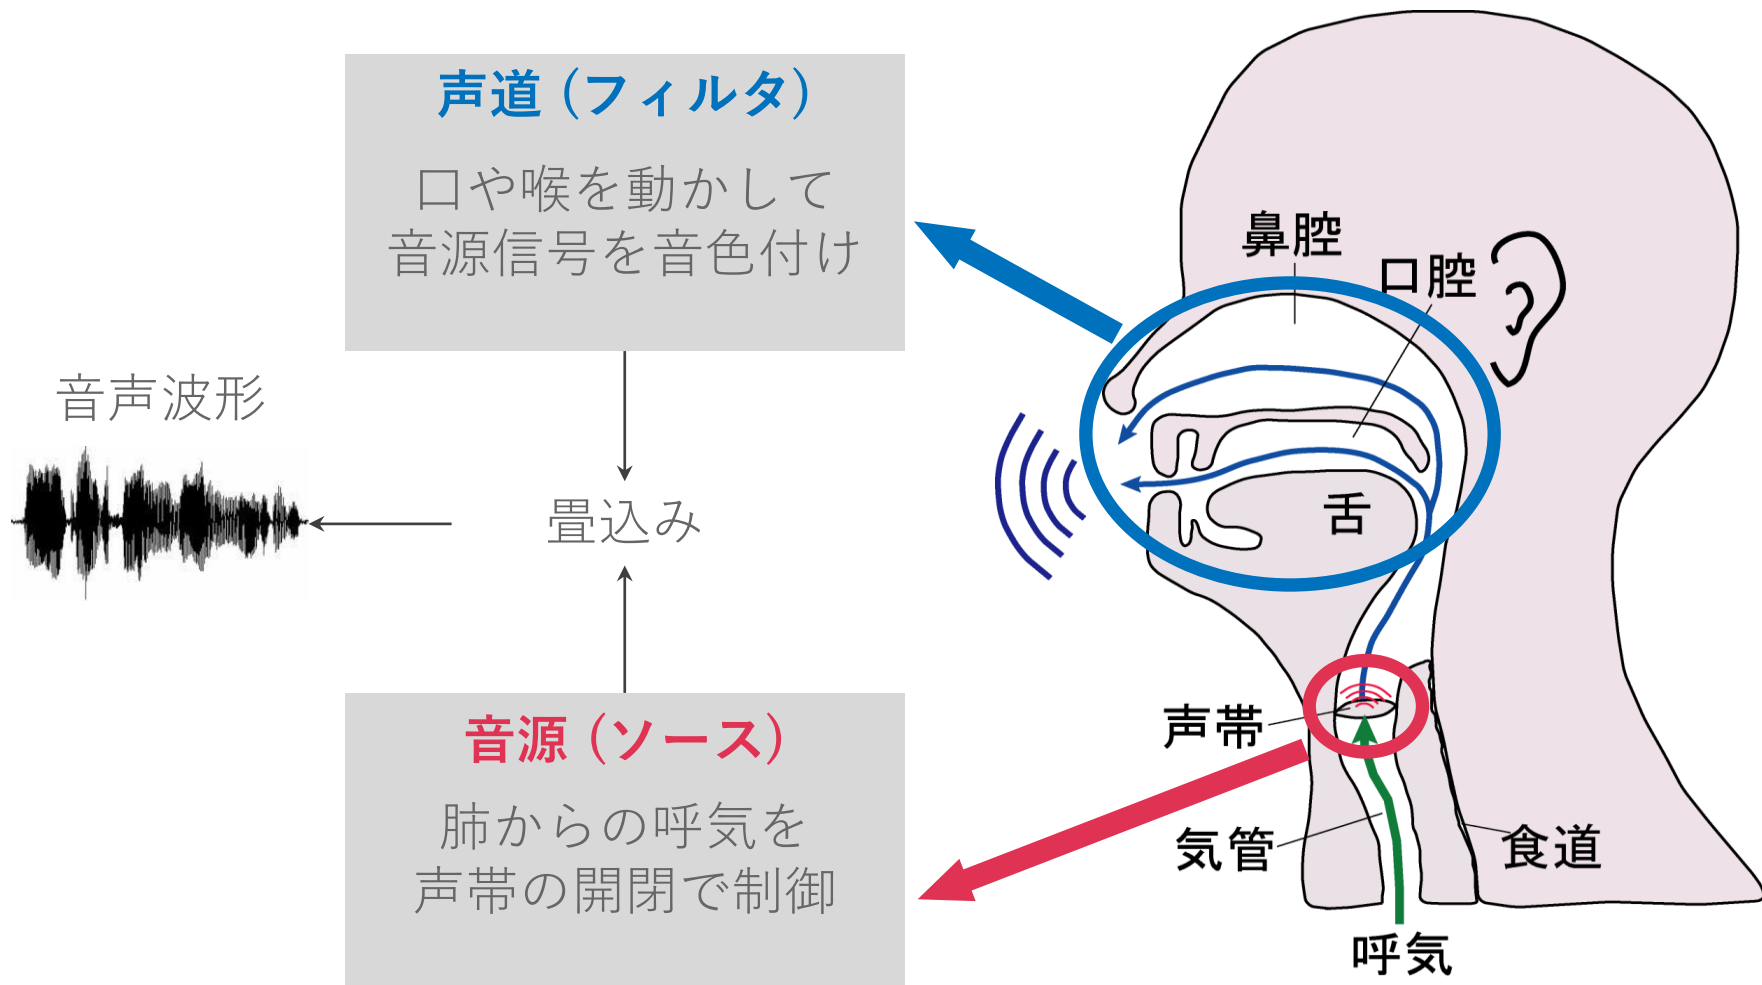 声道（フィルタ）
口や喉を動かして
音源信号を音色付け
音声波形
畳込み
音源（ソース）
肺からの呼気を
声帯の開閉で制御
鼻腔
口腔
舌
声帯
気管
食道
呼気